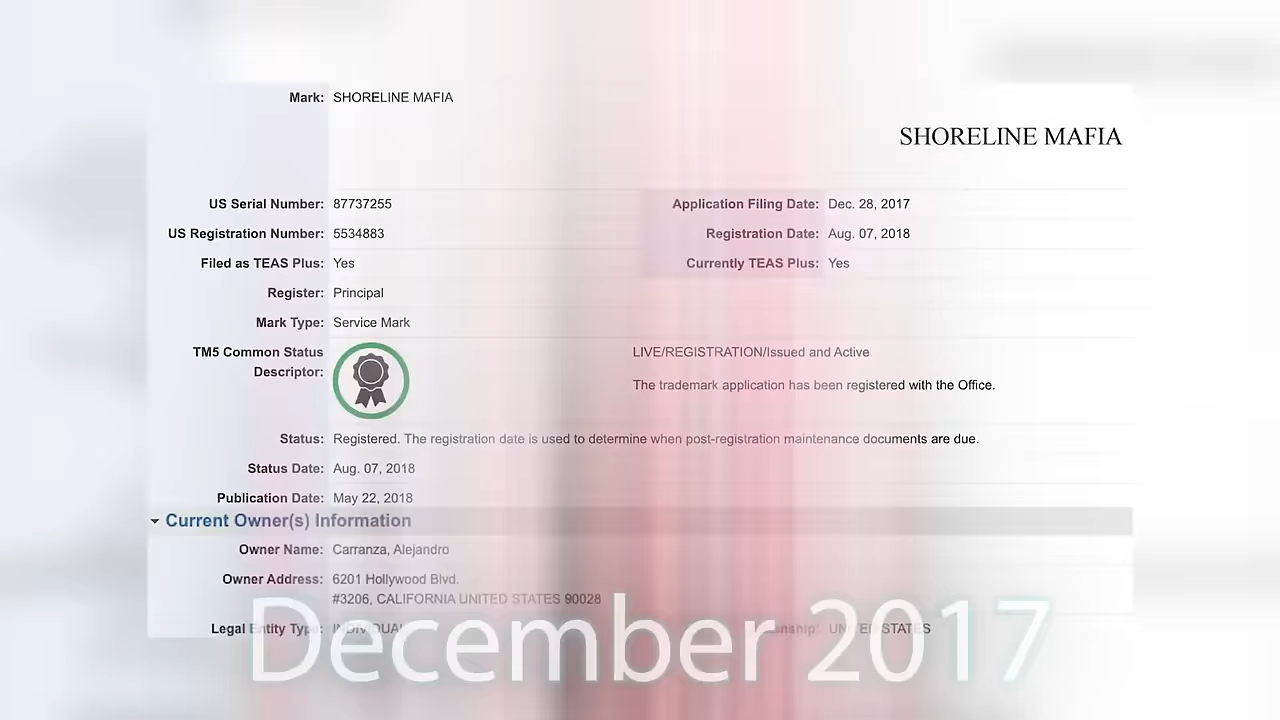 Mark: SHORELINE MAFIA
SHORELINE MAFIA
US Serial Number: 87737255 Application Filing Date: Dec. 28, 2017
US Registration Number: 5534883 Registration Date: Aug. 07, 2018
Filed as TEAS Plus: Yes Currently TEAS Plus: Yes
Register: Principal
Mark Type: Service Mark
TM5 Common Status Descriptor: LIVE/REGISTRATION/Issued and Active
The trademark application has been registered with the Office.
Status: Registered. The registration date is used to determine when post-registration maintenance documents are due.
Status Date: Aug. 07, 2018
Publication Date: May 22, 2018
Current Owner(s) Information
Owner Name: Carranza, Alejandro
Owner Address: 6201 Hollywood Blvd.
#3206, CALIFORNIA UNITED STATES 90028
Legal Entity Type: INDIVIDUAL UNITED STATES
December 2017